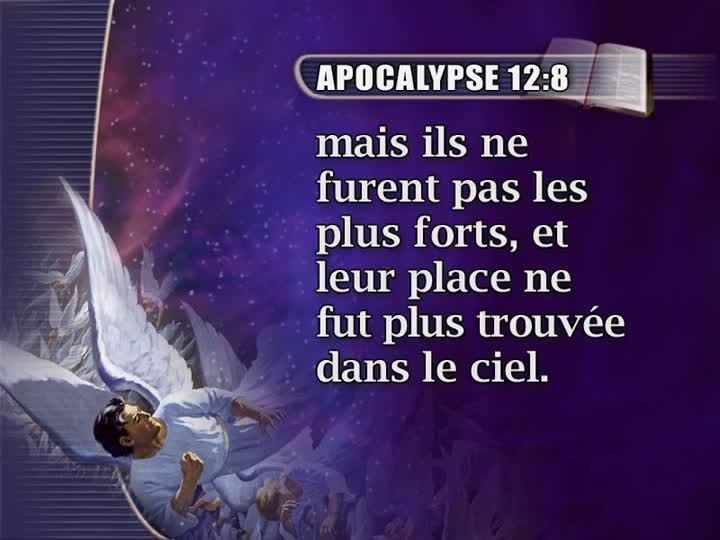 APOCALYPSE 12:8
mais ils ne
furent pas les
plus forts, et
leur place ne
fut plus trouvée
dans le ciel.